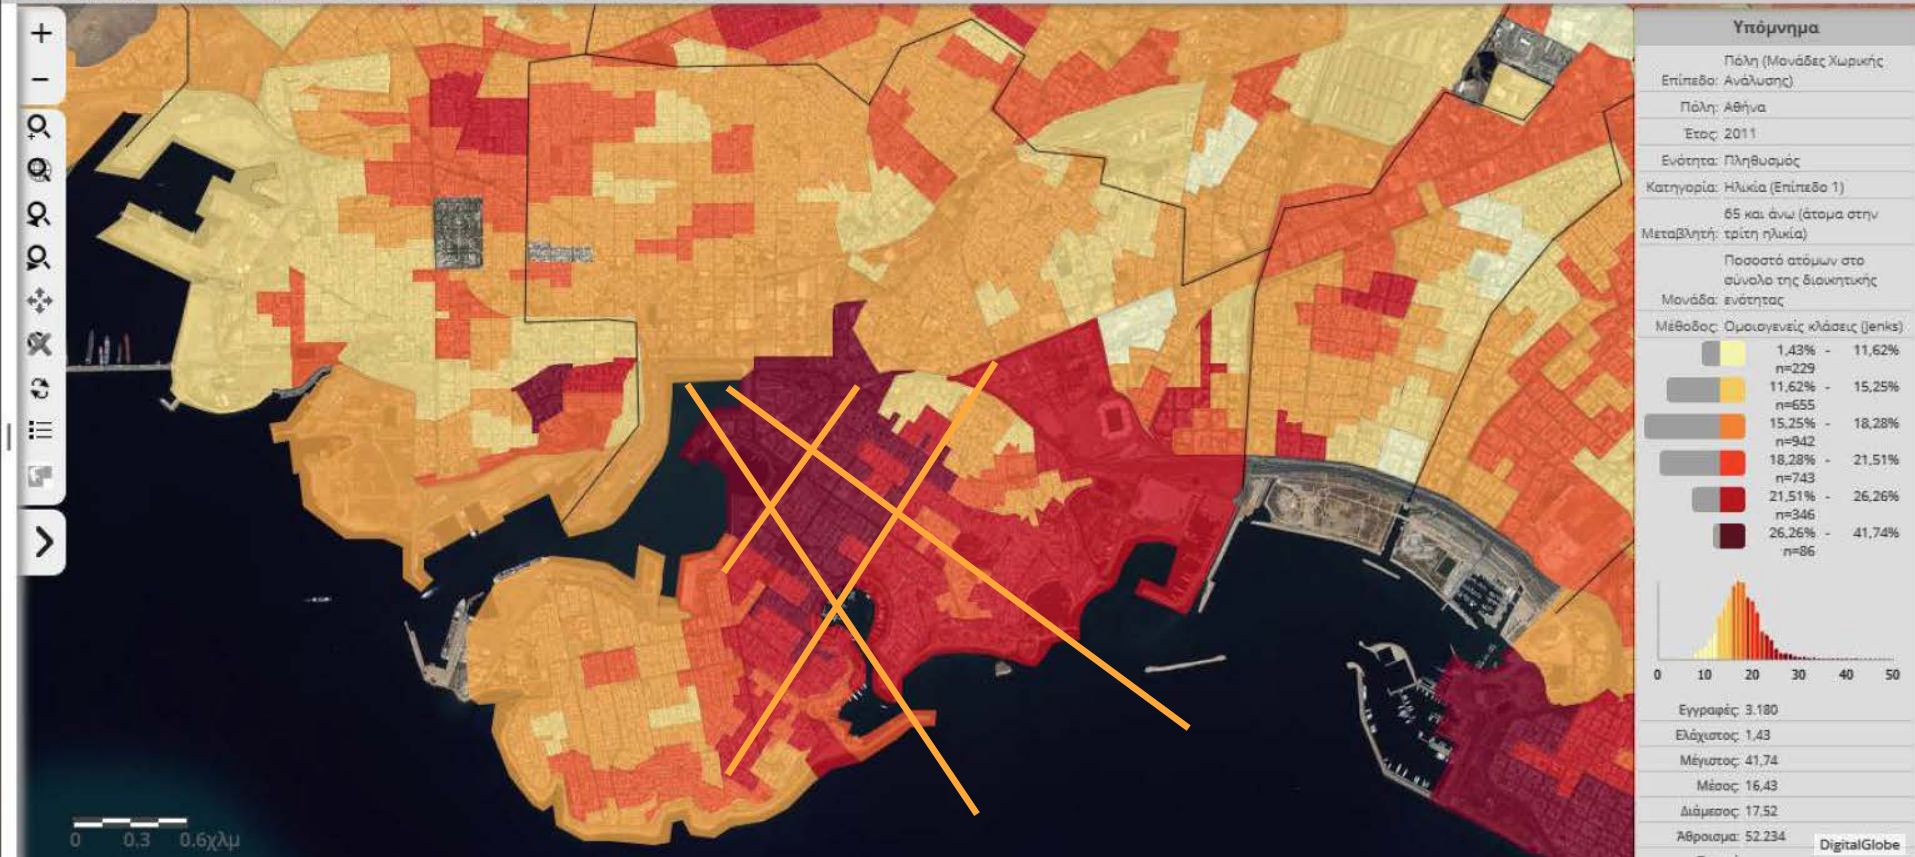 Υπόμνημα
Πόλη (Μονάδες Χωρικής
Επίπεδο: Ανάλυσης)
Πόλη: Αθήνα
Έτος: 2011
Ενότητα: Πληθυσμός
Κατηγορία: Ηλικία (Επίπεδο 1)
65 και άνω (άτομα στην
Μεταβλητή: τρίτη ηλικία)
Ποσοστό ατόμων στο
σύνολο της διοικητικής
Μονάδα: ενότητας
Μέθοδος: Ομοιογενείς κλάσεις (Jenks)
1,43% - 11,62%
n=229
11,62% - 15,25%
n=655
15,25% - 18,28%
n=942
18,28% - 21,51%
n=743
21,51% - 26,26%
n=346
26,26% - 41,74%
n=86
0 10 20 30 40 50
Εγγραφές: 3.180
Ελάχιστος: 1,43
Μέγιστος: 41,74
Μέσος: 16,43
Διάμεσος: 17,52
Άθροισμα: 52.234
DigitalGlobe
0 0.3 0.6χλμ